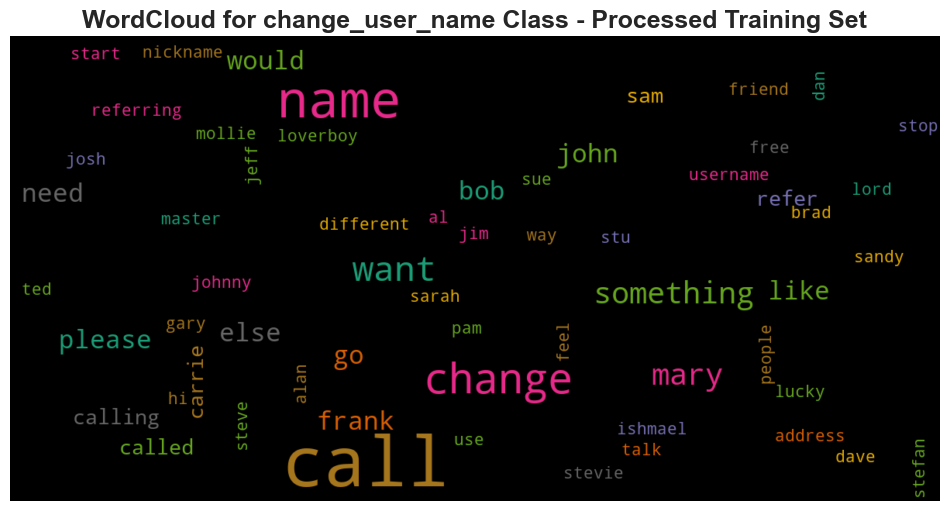 WordCloud for change_user_name Class - Processed Training Set
start
nickname
would
name
sam
friend
dan
referring
mollie
loverboy
stop
josh
jeff
john
free
need
sue
username
bob
refer
lord
brad
master
different
al
jim
way
stu
want
sandy
ted
johnny
sarah
something
like
gary
else
pam
feel
people
please
go
change
mary
carrie
alan
hi
lucky
calling
steve
frank
ishmael
address
called
call
use
talk
dave
stevie
stefan